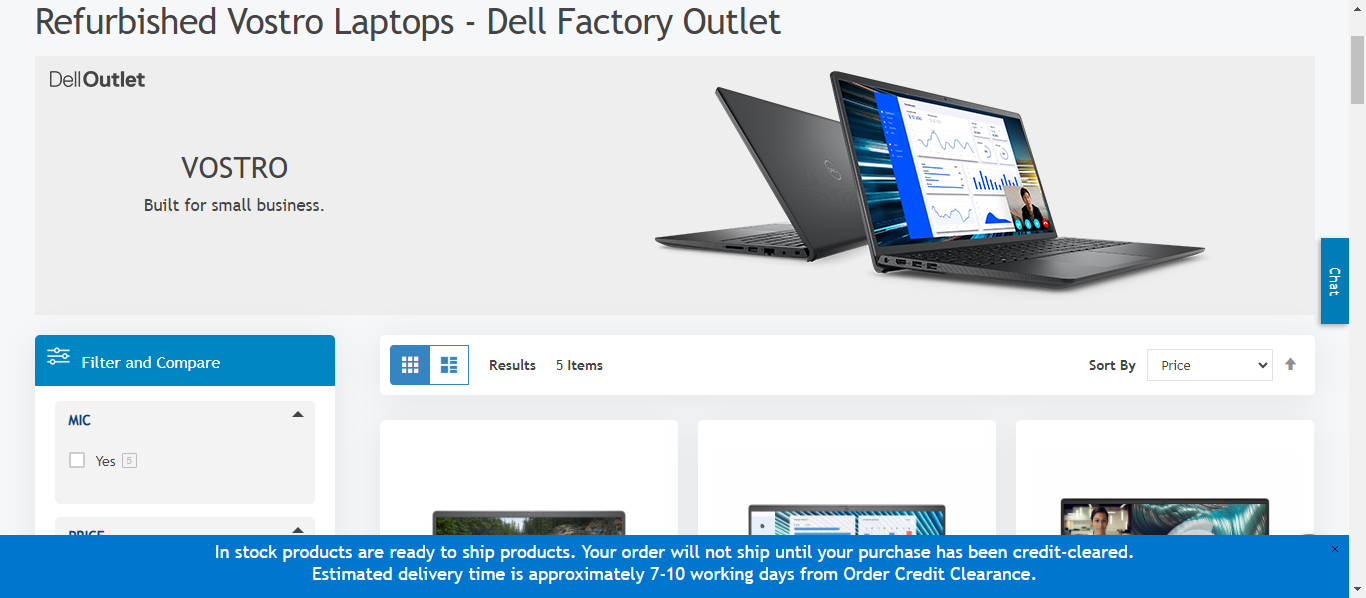 Refurbished Vostro Laptops - Dell Factory Outlet
DellOutlet
VOSTRO
Built for small business.
Chat
Filter and Compare
Results 5 Items
Sort By Price
MIC
Yes 5
PRICE
In stock products are ready to ship products. Your order will not ship until your purchase has been credit-cleared.
Estimated delivery time is approximately 7-10 working days from Order Credit Clearance.